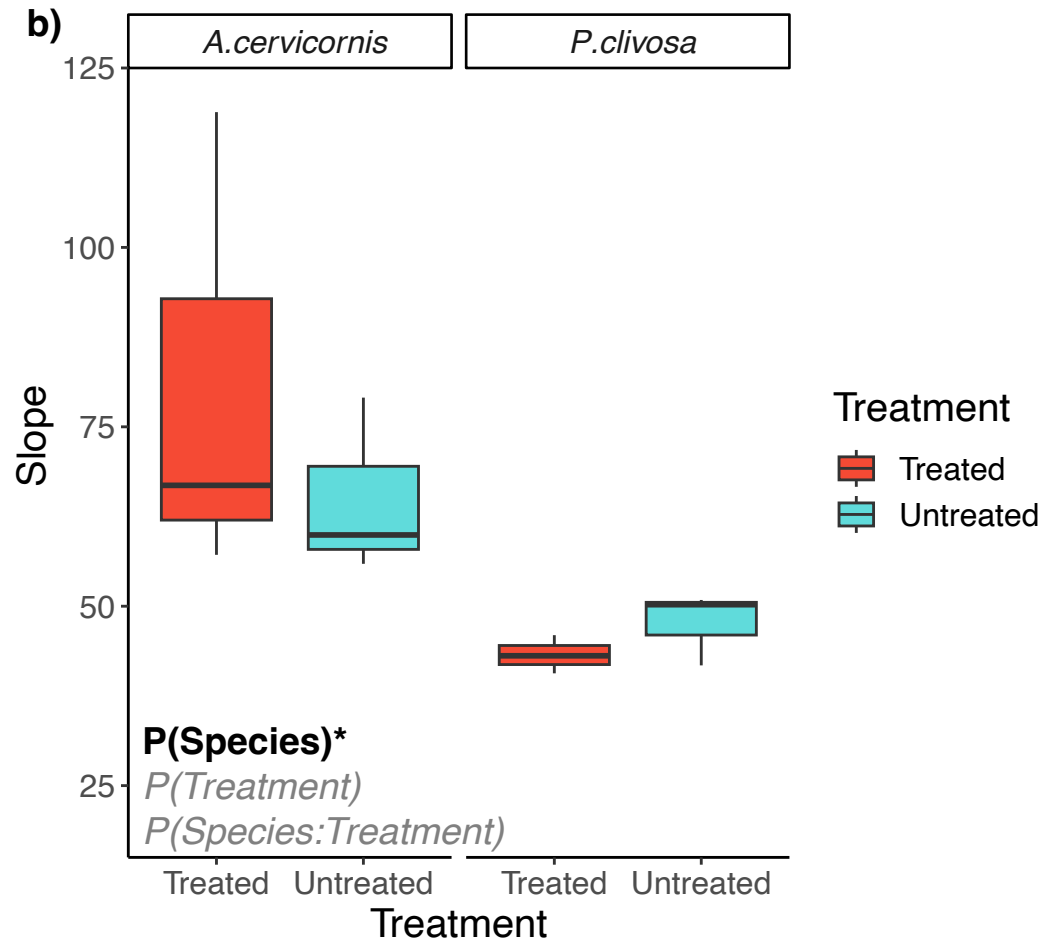 b)
A.cervicornis
P.clivosa
125
100
75
50
25
Slope
P(Species)*
P(Treatment)
P(Species:Treatment)
Treated Untreated
Treated Untreated
Treatment
Treatment
Treated
Untreated